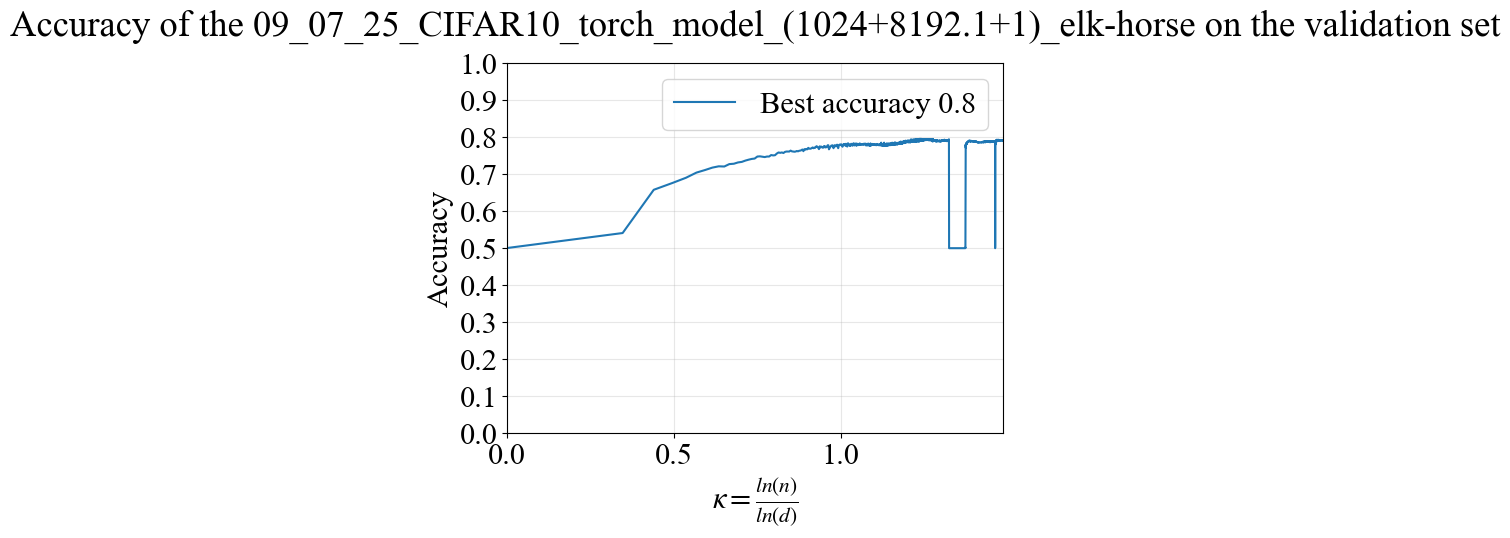 Accuracy of the 09_07_25_CIFAR10_torch_model_(1024+8192.1+1)_elk-horse on the validation set
Best accuracy 0.8
Accuracy
1.0
0.9
0.8
0.7
0.6
0.5
0.4
0.3
0.2
0.1
0.0
0.0 0.5 1.0
κ = ln(n) / ln(d)